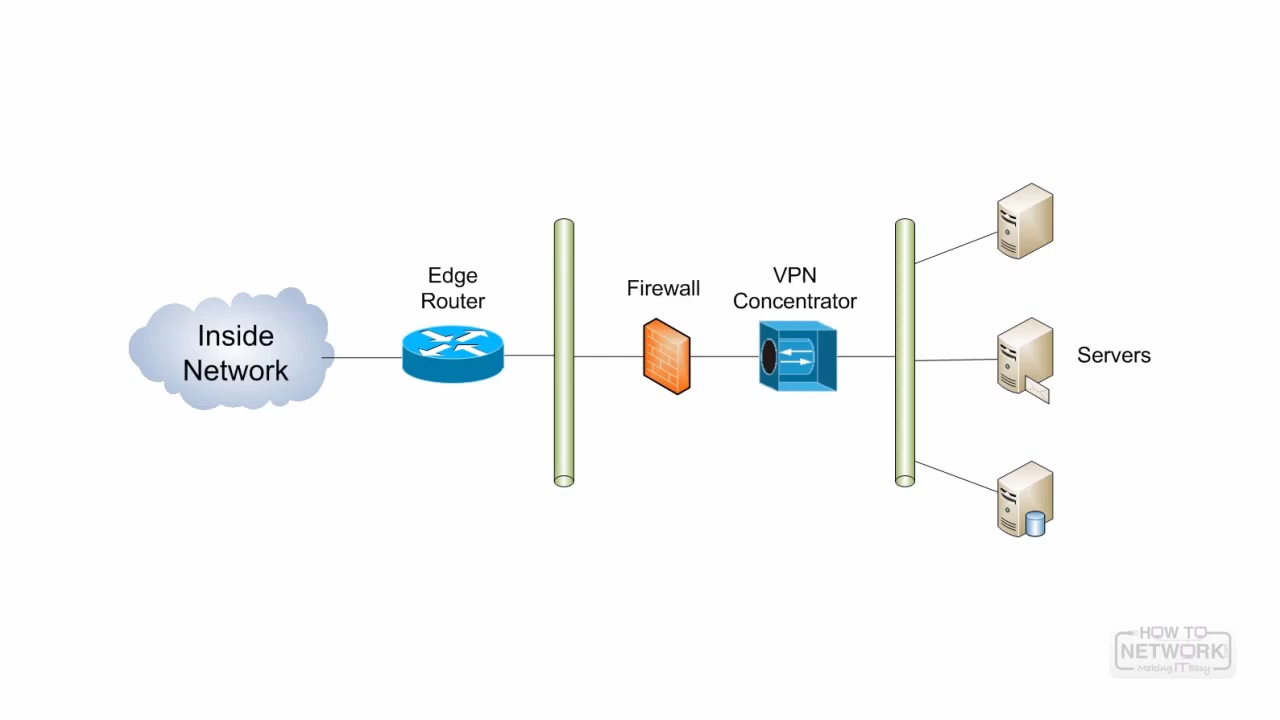 Inside
Network
Edge
Router
Firewall
VPN
Concentrator
Servers
HOW TO
NETWORK
Making IT Easy